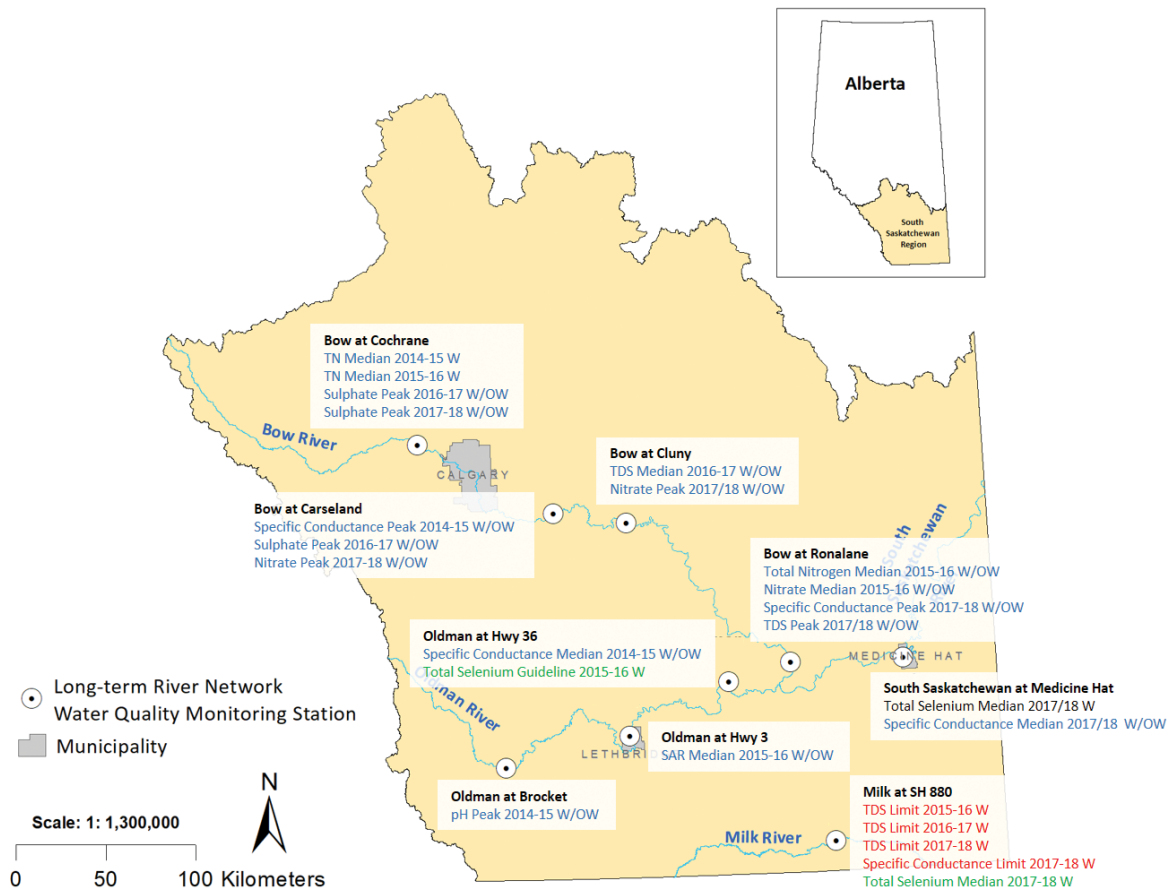 Alberta
South
Saskatchewan
Region
Bow at Cochrane
TN Median 2014-15 W
TN Median 2015-16 W
Sulphate Peak 2016-17 W/OW
Sulphate Peak 2017-18 W/OW
Bow River
CALGARY
Bow at Cluny
TDS Median 2016-17 W/OW
Nitrate Peak 2017/18 W/OW
Bow at Carseland
Specific Conductance Peak 2014-15 W/OW
Sulphate Peak 2016-17 W/OW
Nitrate Peak 2017-18 W/OW
South
Saskatchewan
River
Bow at Ronalane
Total Nitrogen Median 2015-16 W/OW
Nitrate Median 2015-16 W/OW
Specific Conductance Peak 2017-18 W/OW
TDS Peak 2017/18 W/OW
Oldman at Hwy 36
Specific Conductance Median 2014-15 W/OW
Total Selenium Guideline 2015-16 W
Oldman River
MEDICINE HAT
South Saskatchewan at Medicine Hat
Total Selenium Median 2017/18 W
Specific Conductance Median 2017/18 W/OW
Long-term River Network
Water Quality Monitoring Station
Municipality
Oldman at Hwy 3
SAR Median 2015-16 W/OW
LETHBRID
Oldman at Brocket
pH Peak 2014-15 W/OW
Milk at SH 880
TDS Limit 2015-16 W
TDS Limit 2016-17 W
TDS Limit 2017-18 W
Specific Conductance Limit 2017-18 W
Total Selenium Median 2017-18 W
Milk River
N
Scale: 1: 1,300,000
0 50 100 Kilometers